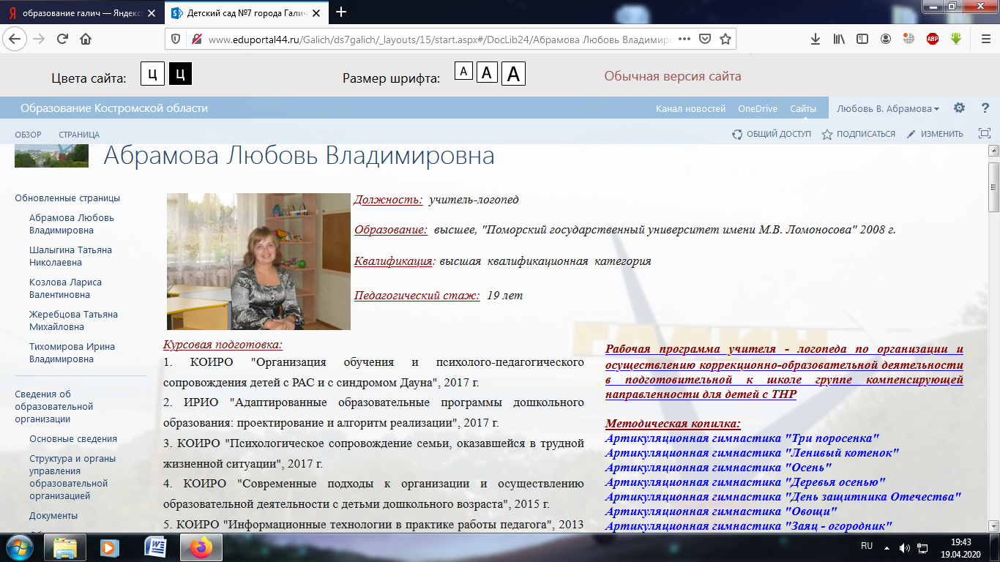 образование галич — Яндекс
Детский сад №7 города Галич
www.eduportal44.ru/Galich/ds7galich/_layouts/15/start.aspx#/DocLib24/Абрамова Любовь Владимиро
ABP
Цвета сайта: Ц Ц
Размер шрифта: A A A
Обычная версия сайта
Образование Костромской области
Канал новостей OneDrive Сайты Любовь В. Абрамова ?
ОБЗОР СТРАНИЦА
ОБЩИЙ ДОСТУП ПОДПИСАТЬСЯ ИЗМЕНИТЬ
Абрамова Любовь Владимировна
Обновленные страницы
Абрамова Любовь
Владимировна
Шалыгина Татьяна
Николаевна
Козлова Лариса
Валентиновна
Жеребцова Татьяна
Михайловна
Тихомирова Ирина
Владимировна
Сведения об
образовательной
организации
Основные сведения
Структура и органы
управления
образовательной
организацией
Документы
Должность: учитель-логопед
Образование: высшее, "Поморский государственный университет имени М.В. Ломоносова" 2008 г.
Квалификация: высшая квалификационная категория
Педагогический стаж: 19 лет
Курсовая подготовка:
1. КОИРО "Организация обучения и психолого-педагогического
сопровождения детей с РАС и с синдромом Дауна", 2017 г.
2. ИРИО "Адаптированные образовательные программы дошкольного
образования: проектирование и алгоритм реализации", 2017 г.
3. КОИРО "Психологическое сопровождение семьи, оказавшейся в трудной
жизненной ситуации", 2017 г.
4. КОИРО "Современные подходы к организации и осуществлению
образовательной деятельности с детьми дошкольного возраста", 2015 г.
5. КОИРО "Информационные технологии в практике работы педагога", 2013
Рабочая программа учителя - логопеда по организации и
осуществлению коррекционно-образовательной деятельности
в подготовительной к школе группе компенсирующей
направленности для детей с ТНР
Методическая копилка:
Артикуляционная гимнастика "Три поросенка"
Артикуляционная гимнастика "Ленивый котенок"
Артикуляционная гимнастика "Осень"
Артикуляционная гимнастика "Деревья осенью"
Артикуляционная гимнастика "День защитника Отечества"
Артикуляционная гимнастика "Овощи"
Артикуляционная гимнастика "Заяц - огородник"
RU
19:43
19.04.2020